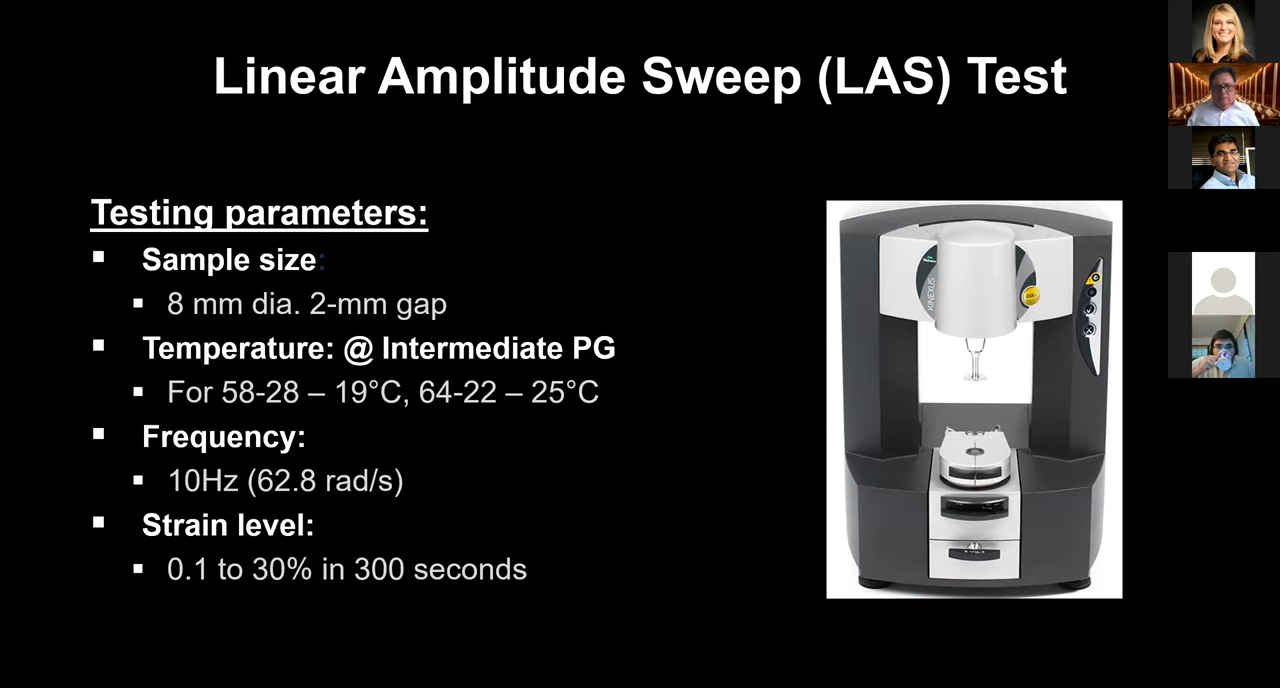 Linear Amplitude Sweep (LAS) Test
Testing parameters:
▪ Sample size:
▪ 8 mm dia. 2-mm gap
▪ Temperature: @ Intermediate PG
▪ For 58-28 – 19°C, 64-22 – 25°C
▪ Frequency:
▪ 10Hz (62.8 rad/s)
▪ Strain level:
▪ 0.1 to 30% in 300 seconds
KINEXUS